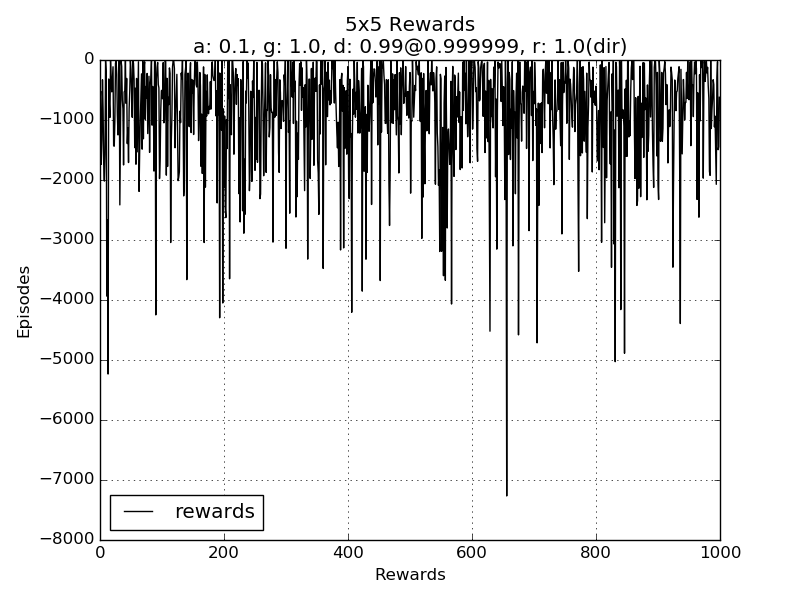 5x5 Rewards
a: 0.1, g: 1.0, d: 0.99@0.999999, r: 1.0(dir)
0
−1000
−2000
−3000
−4000
−5000
−6000
−7000
−8000
Episodes
rewards
0 200 400 600 800 1000
Rewards